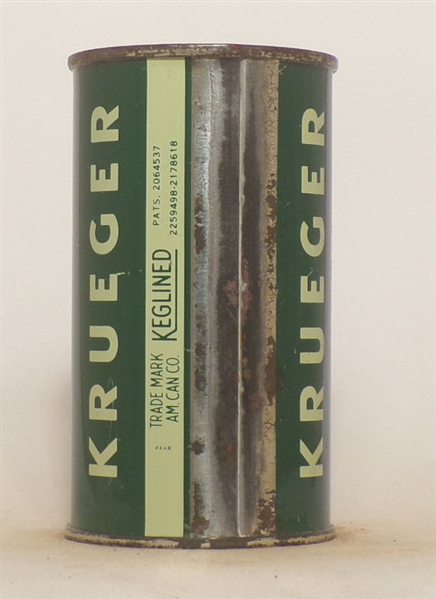 KRUEGER
TRADE MARK
AM. CAN CO.
KEGLINED
PATS. 2064537
2259498-2178618
KRUEGER